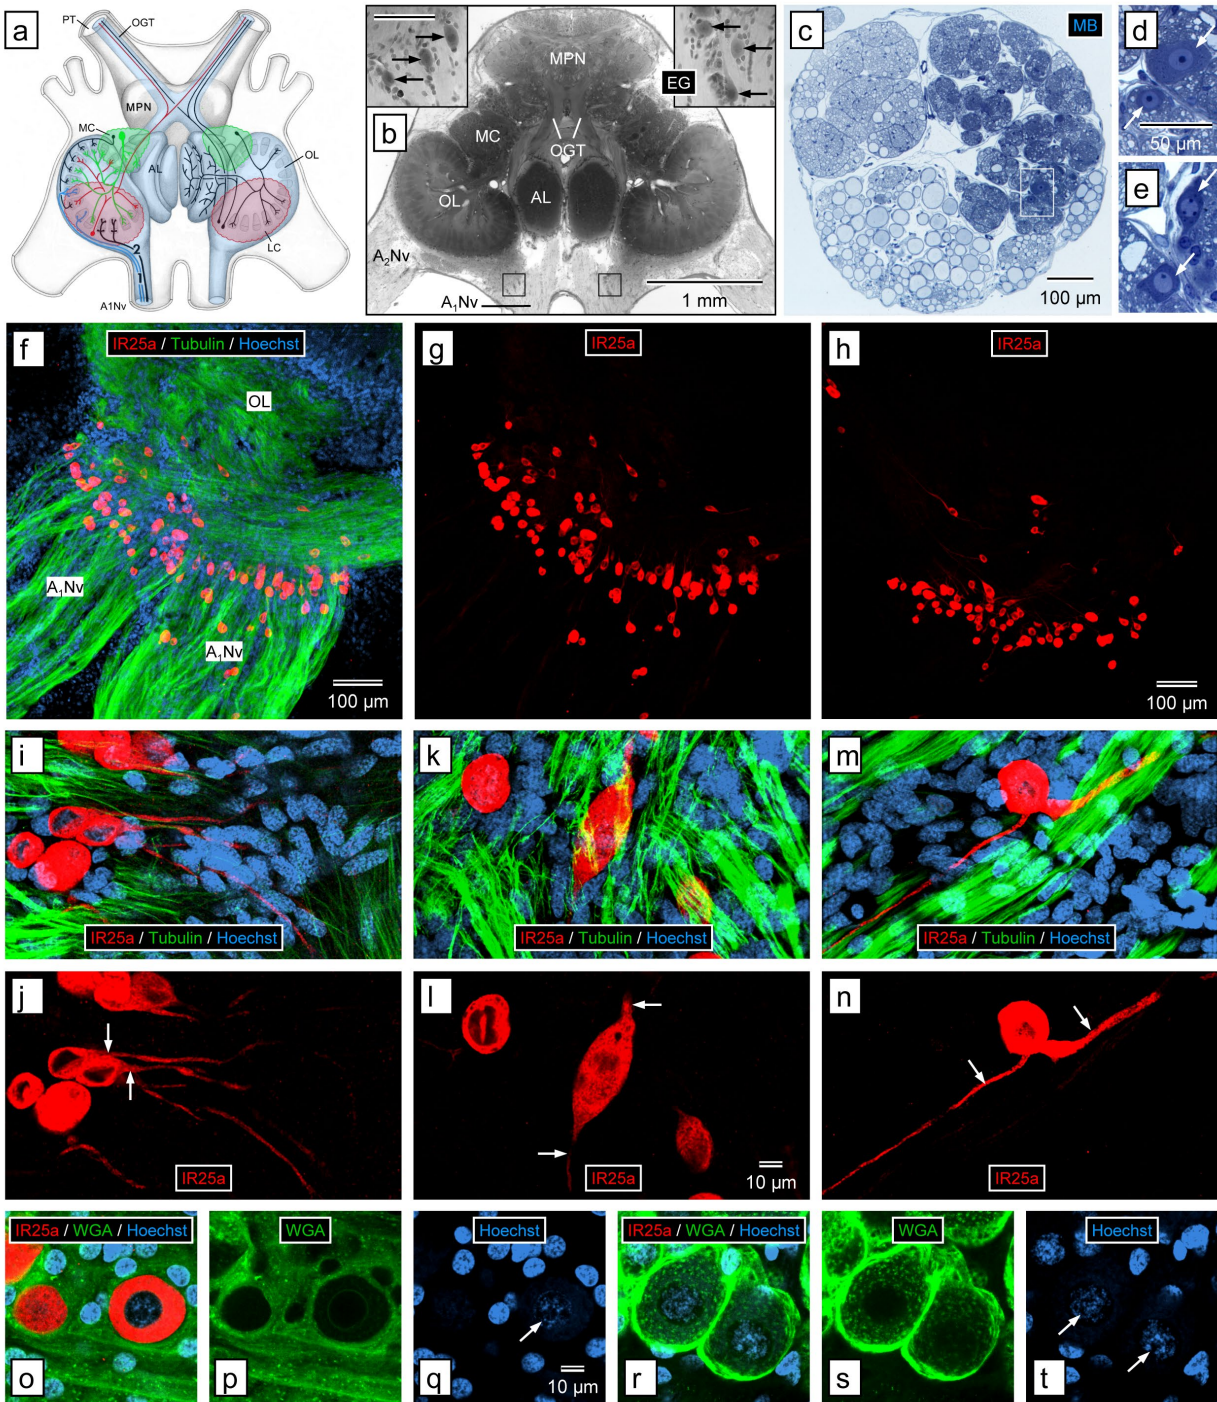 a
PT
OGT
MPN
MC
AL
OL
LC
2
1
A1Nv
b
MPN
EG
MC
OGT
OL
AL
A₂Nv
A₁Nv
1 mm
c
MB
100 µm
d
50 µm
e
f
IR25a / Tubulin / Hoechst
OL
A₁Nv
A₁Nv
100 µm
g
IR25a
h
IR25a
100 µm
i
IR25a / Tubulin / Hoechst
k
IR25a / Tubulin / Hoechst
m
IR25a / Tubulin / Hoechst
j
IR25a
l
IR25a
10 µm
n
IR25a
IR25a / WGA / Hoechst
o
WGA
p
Hoechst
q
10 µm
IR25a / WGA / Hoechst
r
WGA
s
Hoechst
t